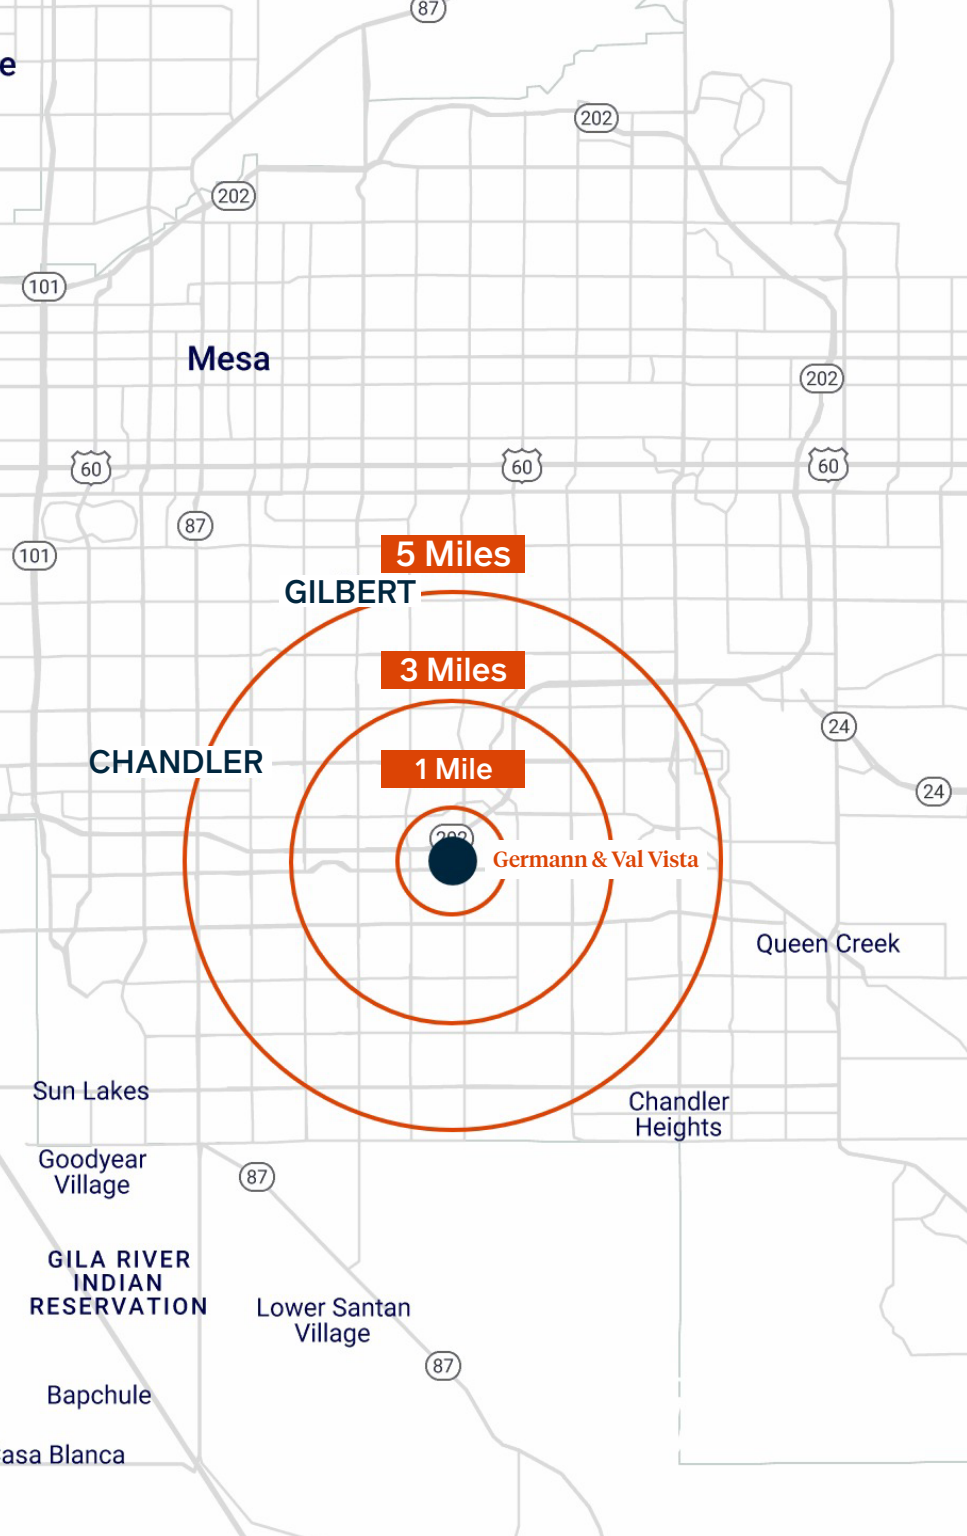 87
e
202
202
101
Mesa
202
60
60
60
87
101
5 Miles
GILBERT
3 Miles
24
CHANDLER
1 Mile
24
202
Germann & Val Vista
Queen Creek
Sun Lakes
Chandler
Heights
Goodyear
Village
87
GILA RIVER
INDIAN
RESERVATION
Lower Santan
Village
87
Bapchule
asa Blanca